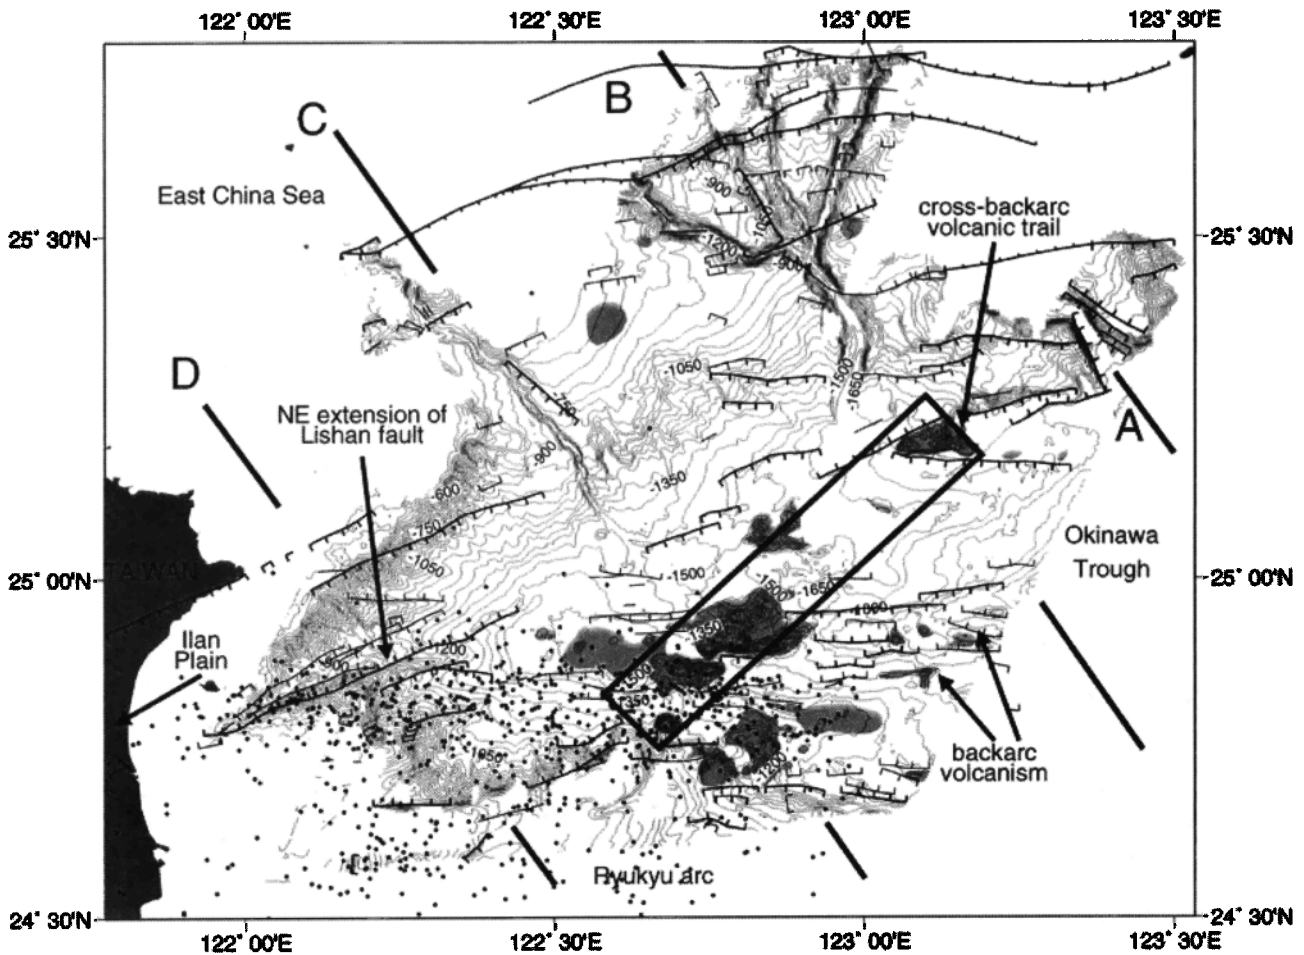 122° 00'E 122° 30'E 123° 00'E 123° 30'E
B
C
East China Sea
-900
-1050
-1200
-900
cross-backarc
volcanic trail
25° 30'N 25° 30'N
D
-1050
-1500
-1650
-750
NE extension of
Lishan fault
A
-900
-600
-1350
-750
Okinawa
Trough
-1050
-1500
-1500
-1650
TAIWAN
25° 00'N 25° 00'N
-1350
Ilan
Plain
-1200
-1050
-1200
backarc
volcanism
Ryukyu arc
24° 30'N 24° 30'N
122° 00'E 122° 30'E 123° 00'E 123° 30'E